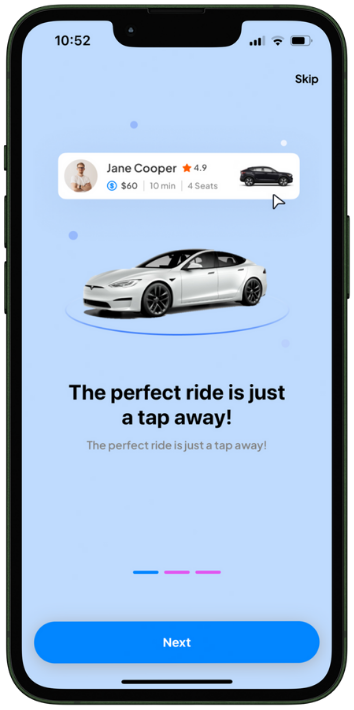 10:52
Skip
Jane Cooper 4.9
$ $60 | 10 min | 4 Seats
The perfect ride is just
a tap away!
The perfect ride is just a tap away!
Next